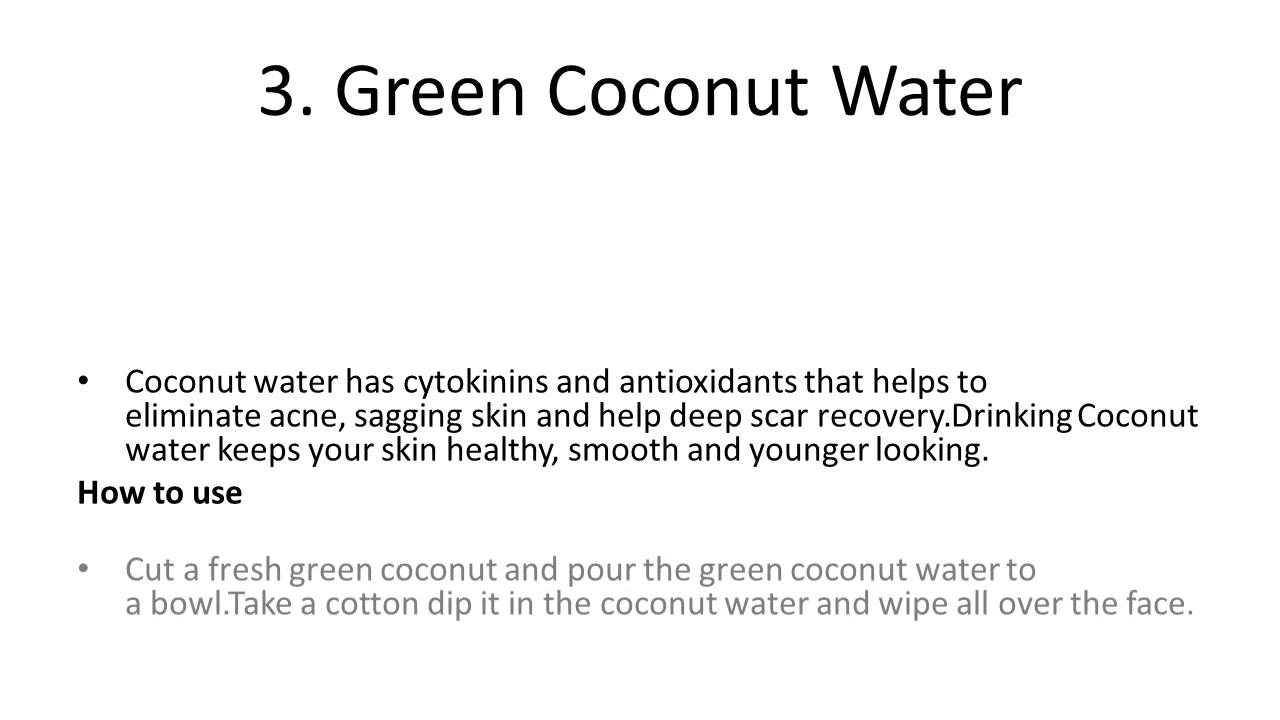 3. Green Coconut Water
• Coconut water has cytokinins and antioxidants that helps to
eliminate acne, sagging skin and help deep scar recovery.Drinking Coconut
water keeps your skin healthy, smooth and younger looking.
How to use
• Cut a fresh green coconut and pour the green coconut water to
a bowl.Take a cotton dip it in the coconut water and wipe all over the face.